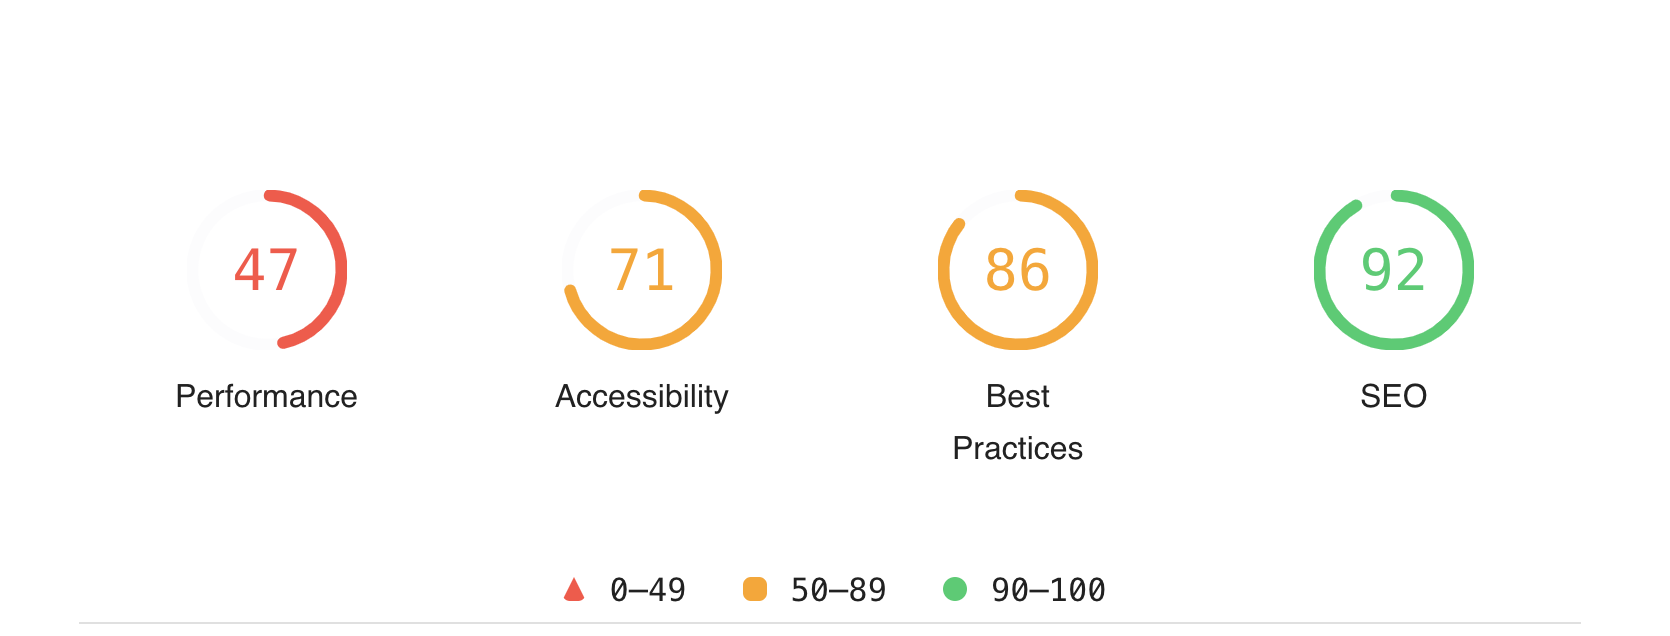 47
71
86
92
Performance
Accessibility
Best
Practices
SEO
0–49
50–89
90–100